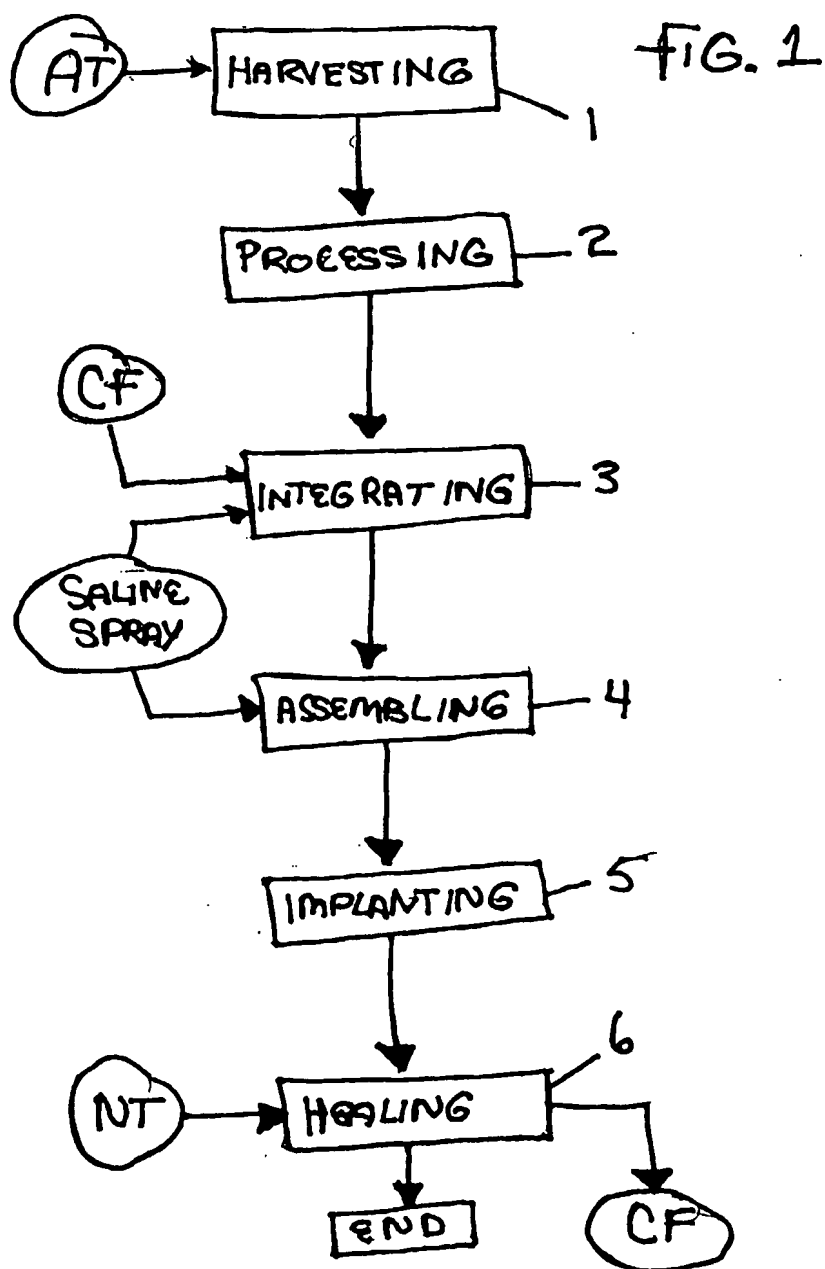 FIG. 1
AT
HARVESTING
1
PROCESSING
2
CF
INTEGRATING
3
SALINE
SPRAY
ASSEMBLING
4
IMPLANTING
5
NT
HEALING
6
END
CF